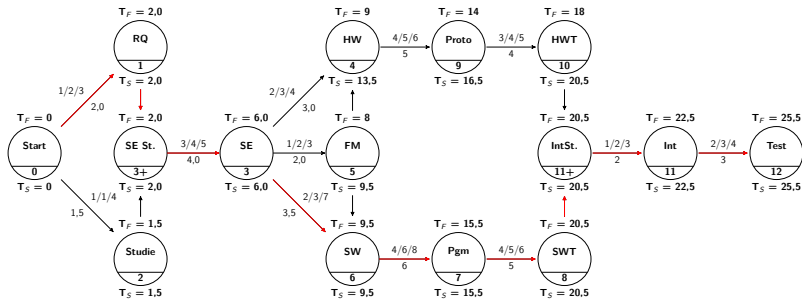 T_F = 2,0
RQ
1
T_S = 2,0
T_F = 9
HW
4
T_S = 13,5
4/5/6
5
T_F = 14
Proto
9
T_S = 16,5
3/4/5
4
T_F = 18
HWT
10
T_S = 20,5
1/2/3
2,0
2/3/4
3,0
T_F = 0
Start
0
T_S = 0
T_F = 2,0
SE St.
3+
T_S = 2,0
3/4/5
4,0
T_F = 6,0
SE
3
T_S = 6,0
1/2/3
2,0
T_F = 8
FM
5
T_S = 9,5
T_F = 20,5
IntSt.
11+
T_S = 20,5
1/2/3
2
T_F = 22,5
Int
11
T_S = 22,5
2/3/4
3
T_F = 25,5
Test
12
T_S = 25,5
1/1/4
1,5
2/3/7
3,5
T_F = 1,5
Studie
2
T_S = 1,5
T_F = 9,5
SW
6
T_S = 9,5
4/6/8
6
T_F = 15,5
Pgm
7
T_S = 15,5
4/5/6
5
T_F = 20,5
SWT
8
T_S = 20,5